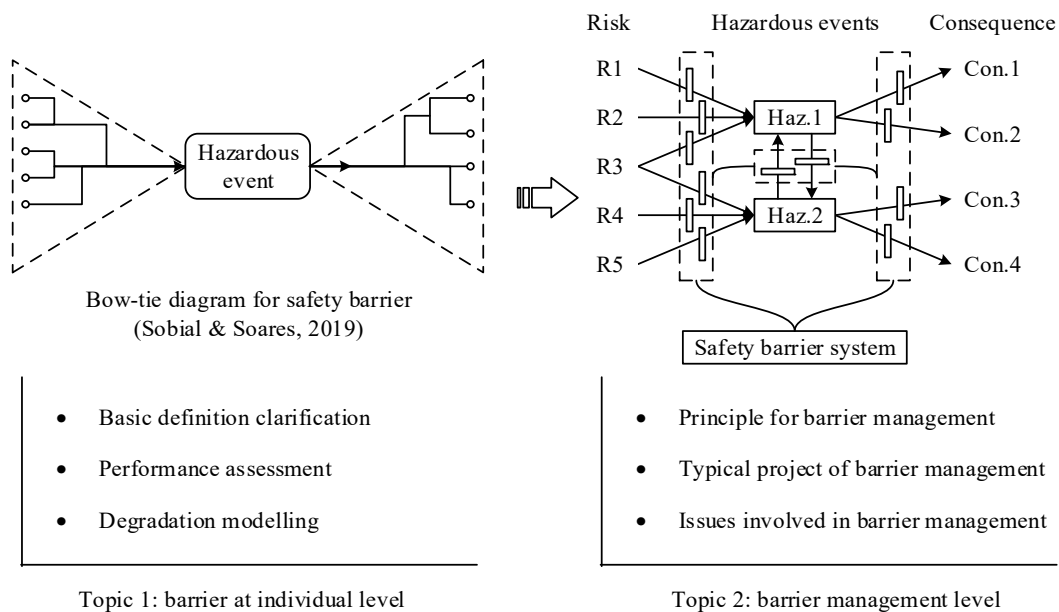 Hazardous
event
Bow-tie diagram for safety barrier
(Sobial & Soares, 2019)
Risk
Hazardous events
Consequence
R1
R2
R3
R4
R5
Haz.1
Haz.2
Con.1
Con.2
Con.3
Con.4
Safety barrier system
• Basic definition clarification
• Performance assessment
• Degradation modelling
Topic 1: barrier at individual level
• Principle for barrier management
• Typical project of barrier management
• Issues involved in barrier management
Topic 2: barrier management level